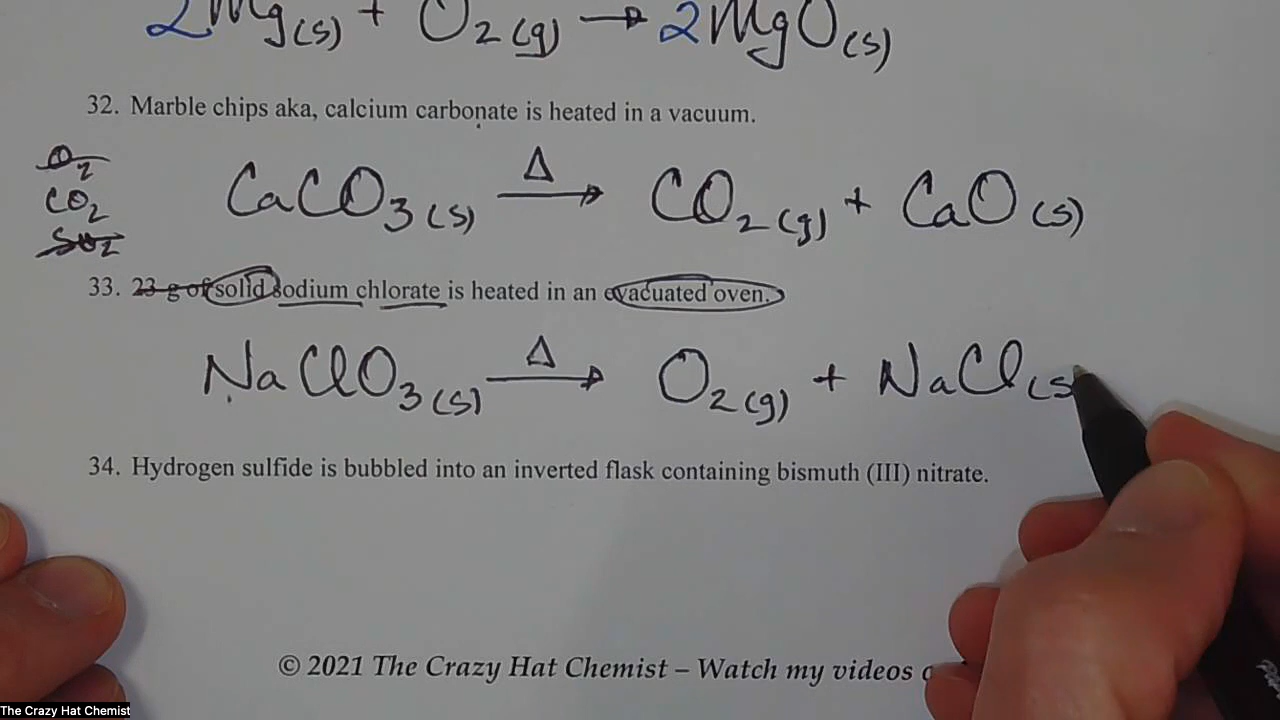 2Mg(s) + O2(g) → 2MgO(s)
32. Marble chips aka, calcium carbonate is heated in a vacuum.
O2
CO2
SO2
CaCO3(s) Δ→ CO2(g) + CaO(s)
33. 23 g of solid sodium chlorate is heated in an evacuated oven.
NaClO3(s) Δ→ O2(g) + NaCl(s
34. Hydrogen sulfide is bubbled into an inverted flask containing bismuth (III) nitrate.
© 2021 The Crazy Hat Chemist – Watch my videos
The Crazy Hat Chemist